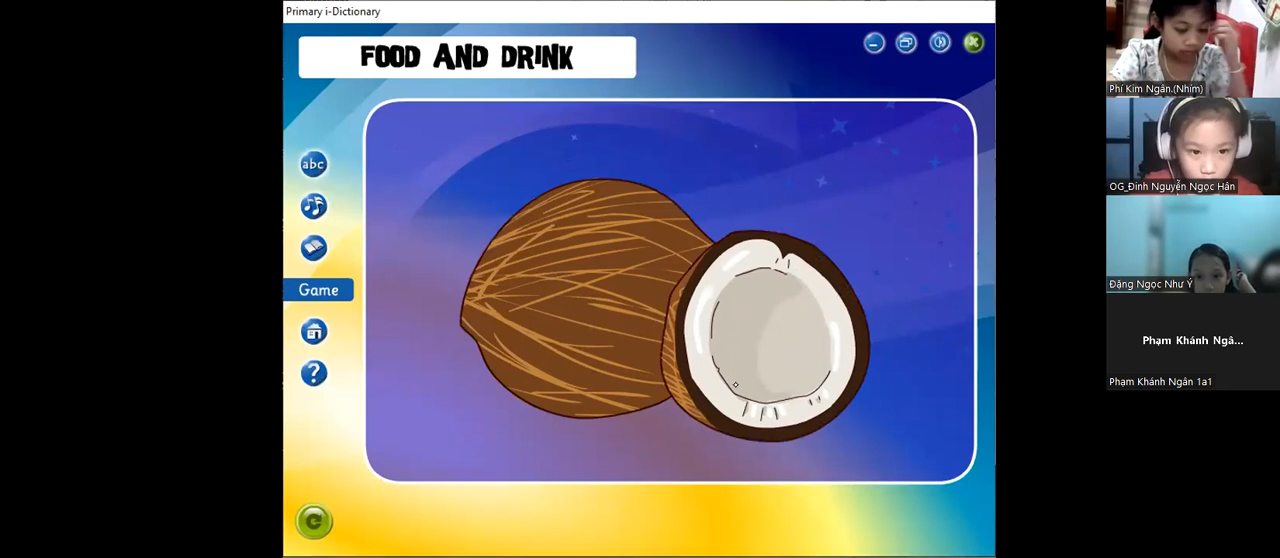 Primary i-Dictionary
FOOD AND DRINK
abc
Game
?
Phí Kim Ngân.(Nhím)
OG_Đinh Nguyễn Ngọc Hân
Đặng Ngọc Như Ý
Phạm Khánh Ngâ...
Phạm Khánh Ngân 1a1